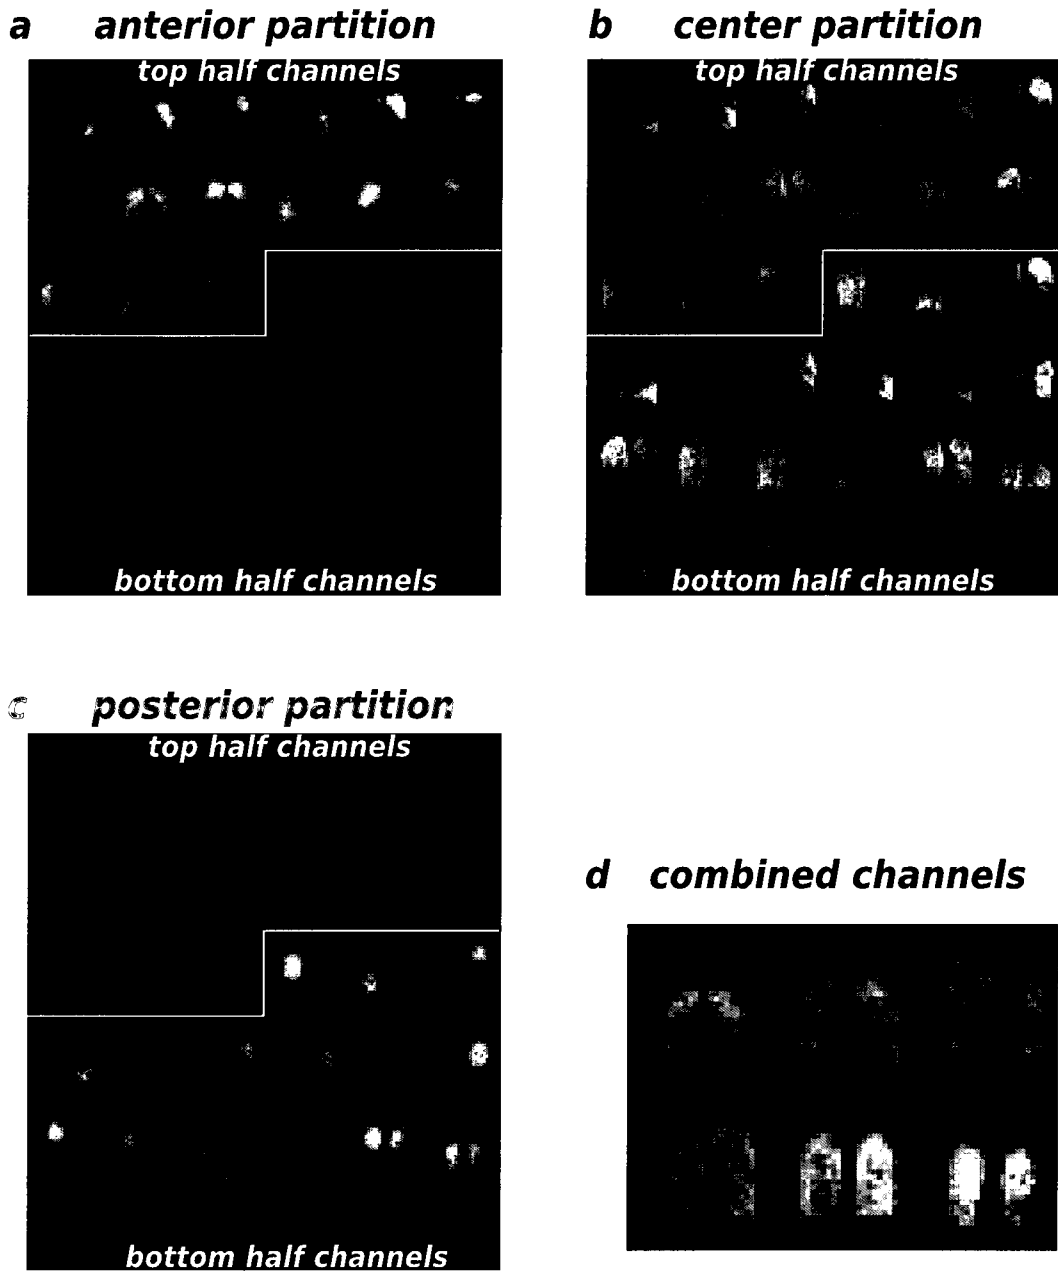 a anterior partition
top half channels
bottom half channels
b center partition
top half channels
bottom half channels
c posterior partition
top half channels
bottom half channels
d combined channels